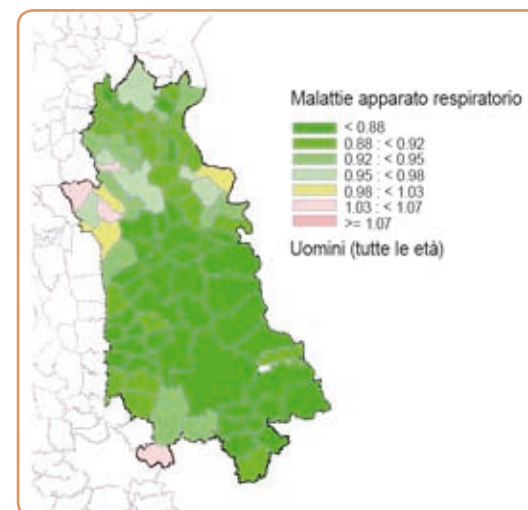 Malattie apparato respiratorio
< 0.88
0.88 : < 0.92
0.92 : < 0.95
0.95 : < 0.98
0.98 : < 1.03
1.03 : < 1.07
>= 1.07
Uomini (tutte le età)